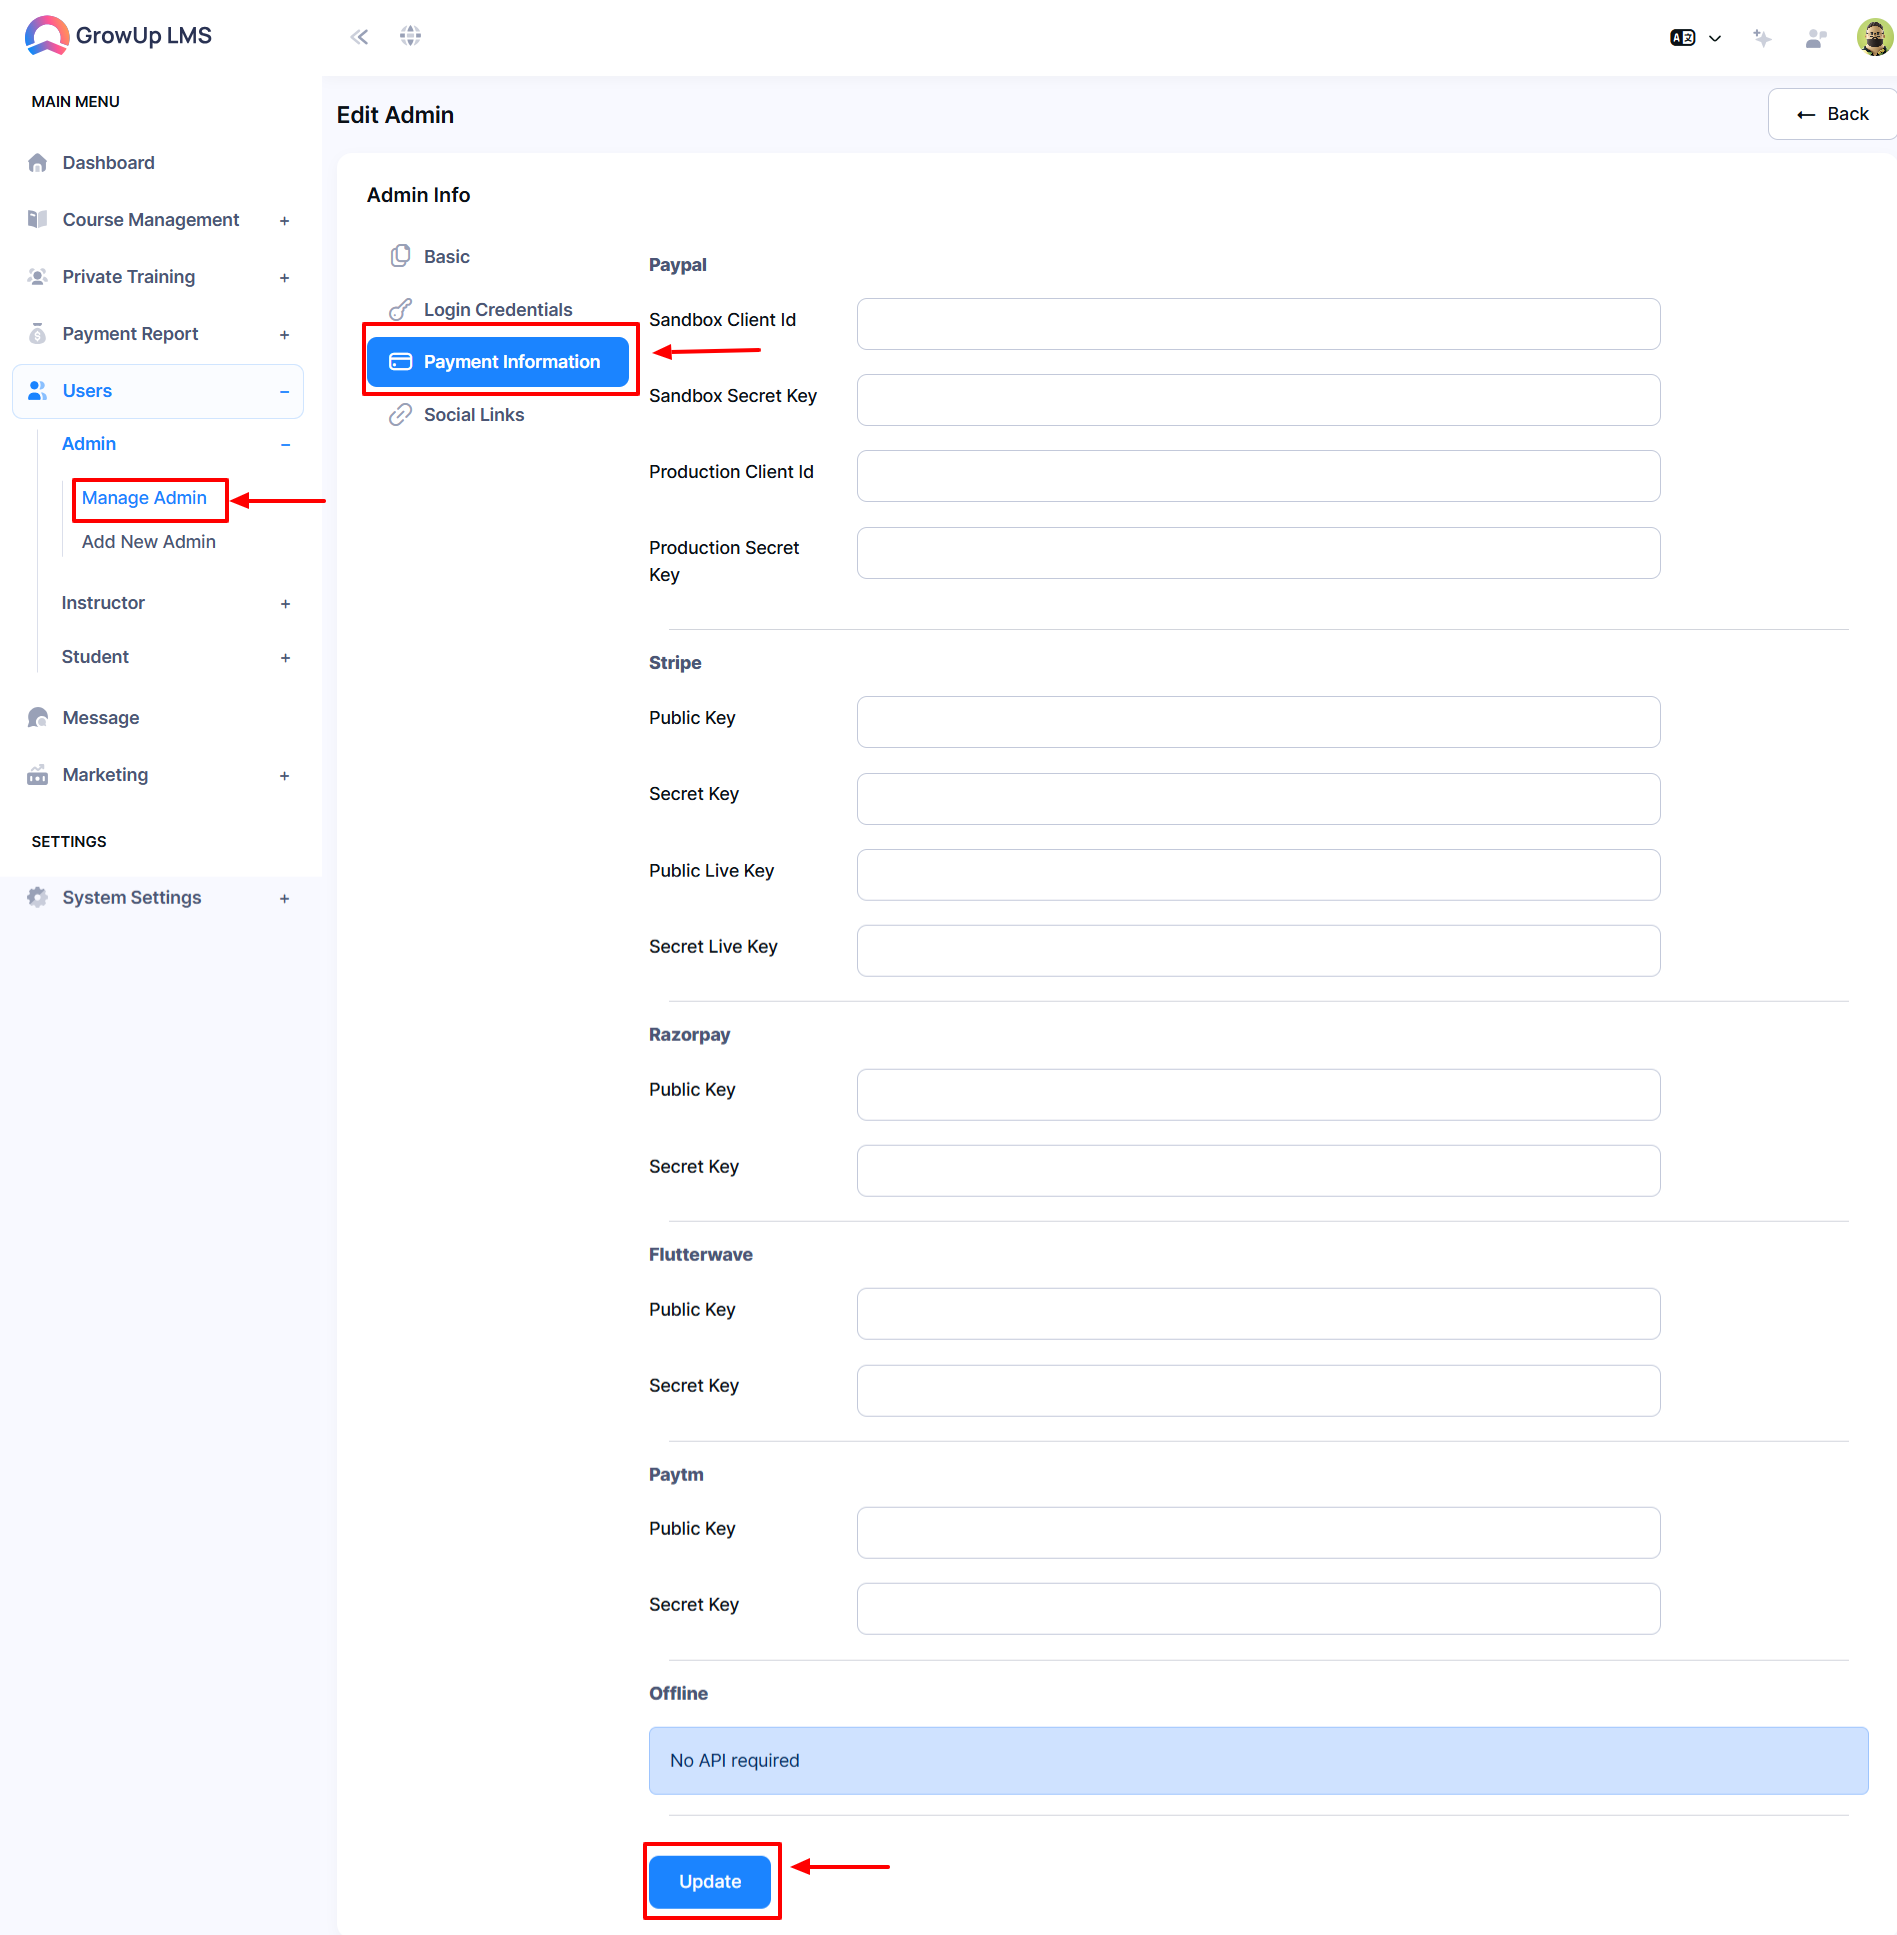 GrowUp LMS
MAIN MENU
Dashboard
Course Management +
Private Training +
Payment Report +
Users −
Admin −
Manage Admin
Add New Admin
Instructor +
Student +
Message
Marketing +
SETTINGS
System Settings +
Edit Admin
← Back
Admin Info
Basic
Login Credentials
Payment Information
Social Links
Paypal
Sandbox Client Id
Sandbox Secret Key
Production Client Id
Production Secret
Key
Stripe
Public Key
Secret Key
Public Live Key
Secret Live Key
Razorpay
Public Key
Secret Key
Flutterwave
Public Key
Secret Key
Paytm
Public Key
Secret Key
Offline
No API required
Update